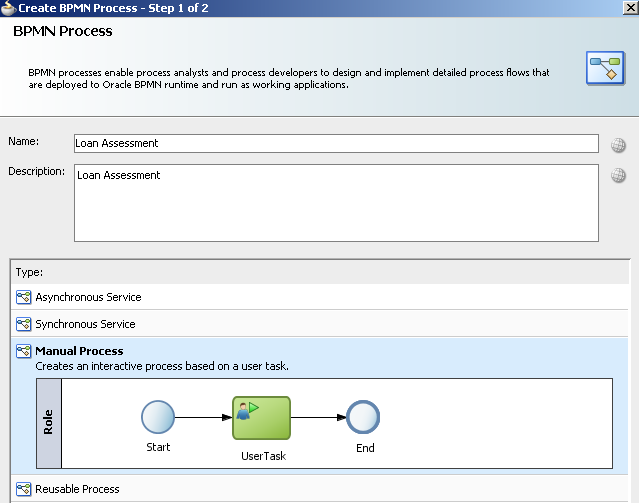 Create BPMN Process - Step 1 of 2
BPMN Process
BPMN processes enable process analysts and process developers to design and implement detailed process flows that
are deployed to Oracle BPMN runtime and run as working applications.
Name:
Loan Assessment
Description:
Loan Assessment
Type:
Asynchronous Service
Synchronous Service
Manual Process
Creates an interactive process based on a user task.
Role
Start
UserTask
End
Reusable Process